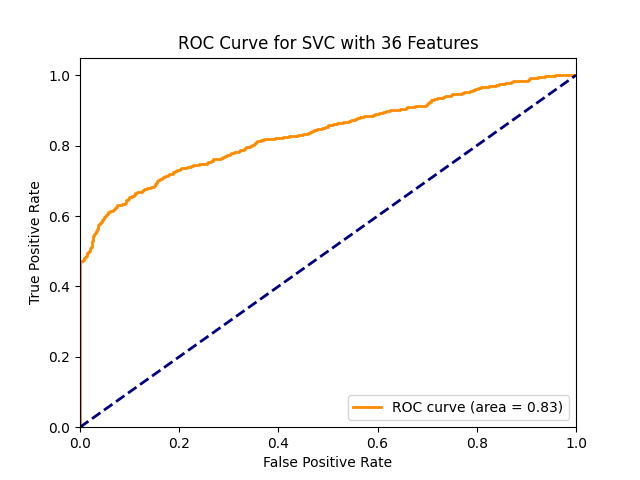 ROC Curve for SVC with 36 Features
True Positive Rate
1.0
0.8
0.6
0.4
0.2
0.0
ROC curve (area = 0.83)
0.0 0.2 0.4 0.6 0.8 1.0
False Positive Rate